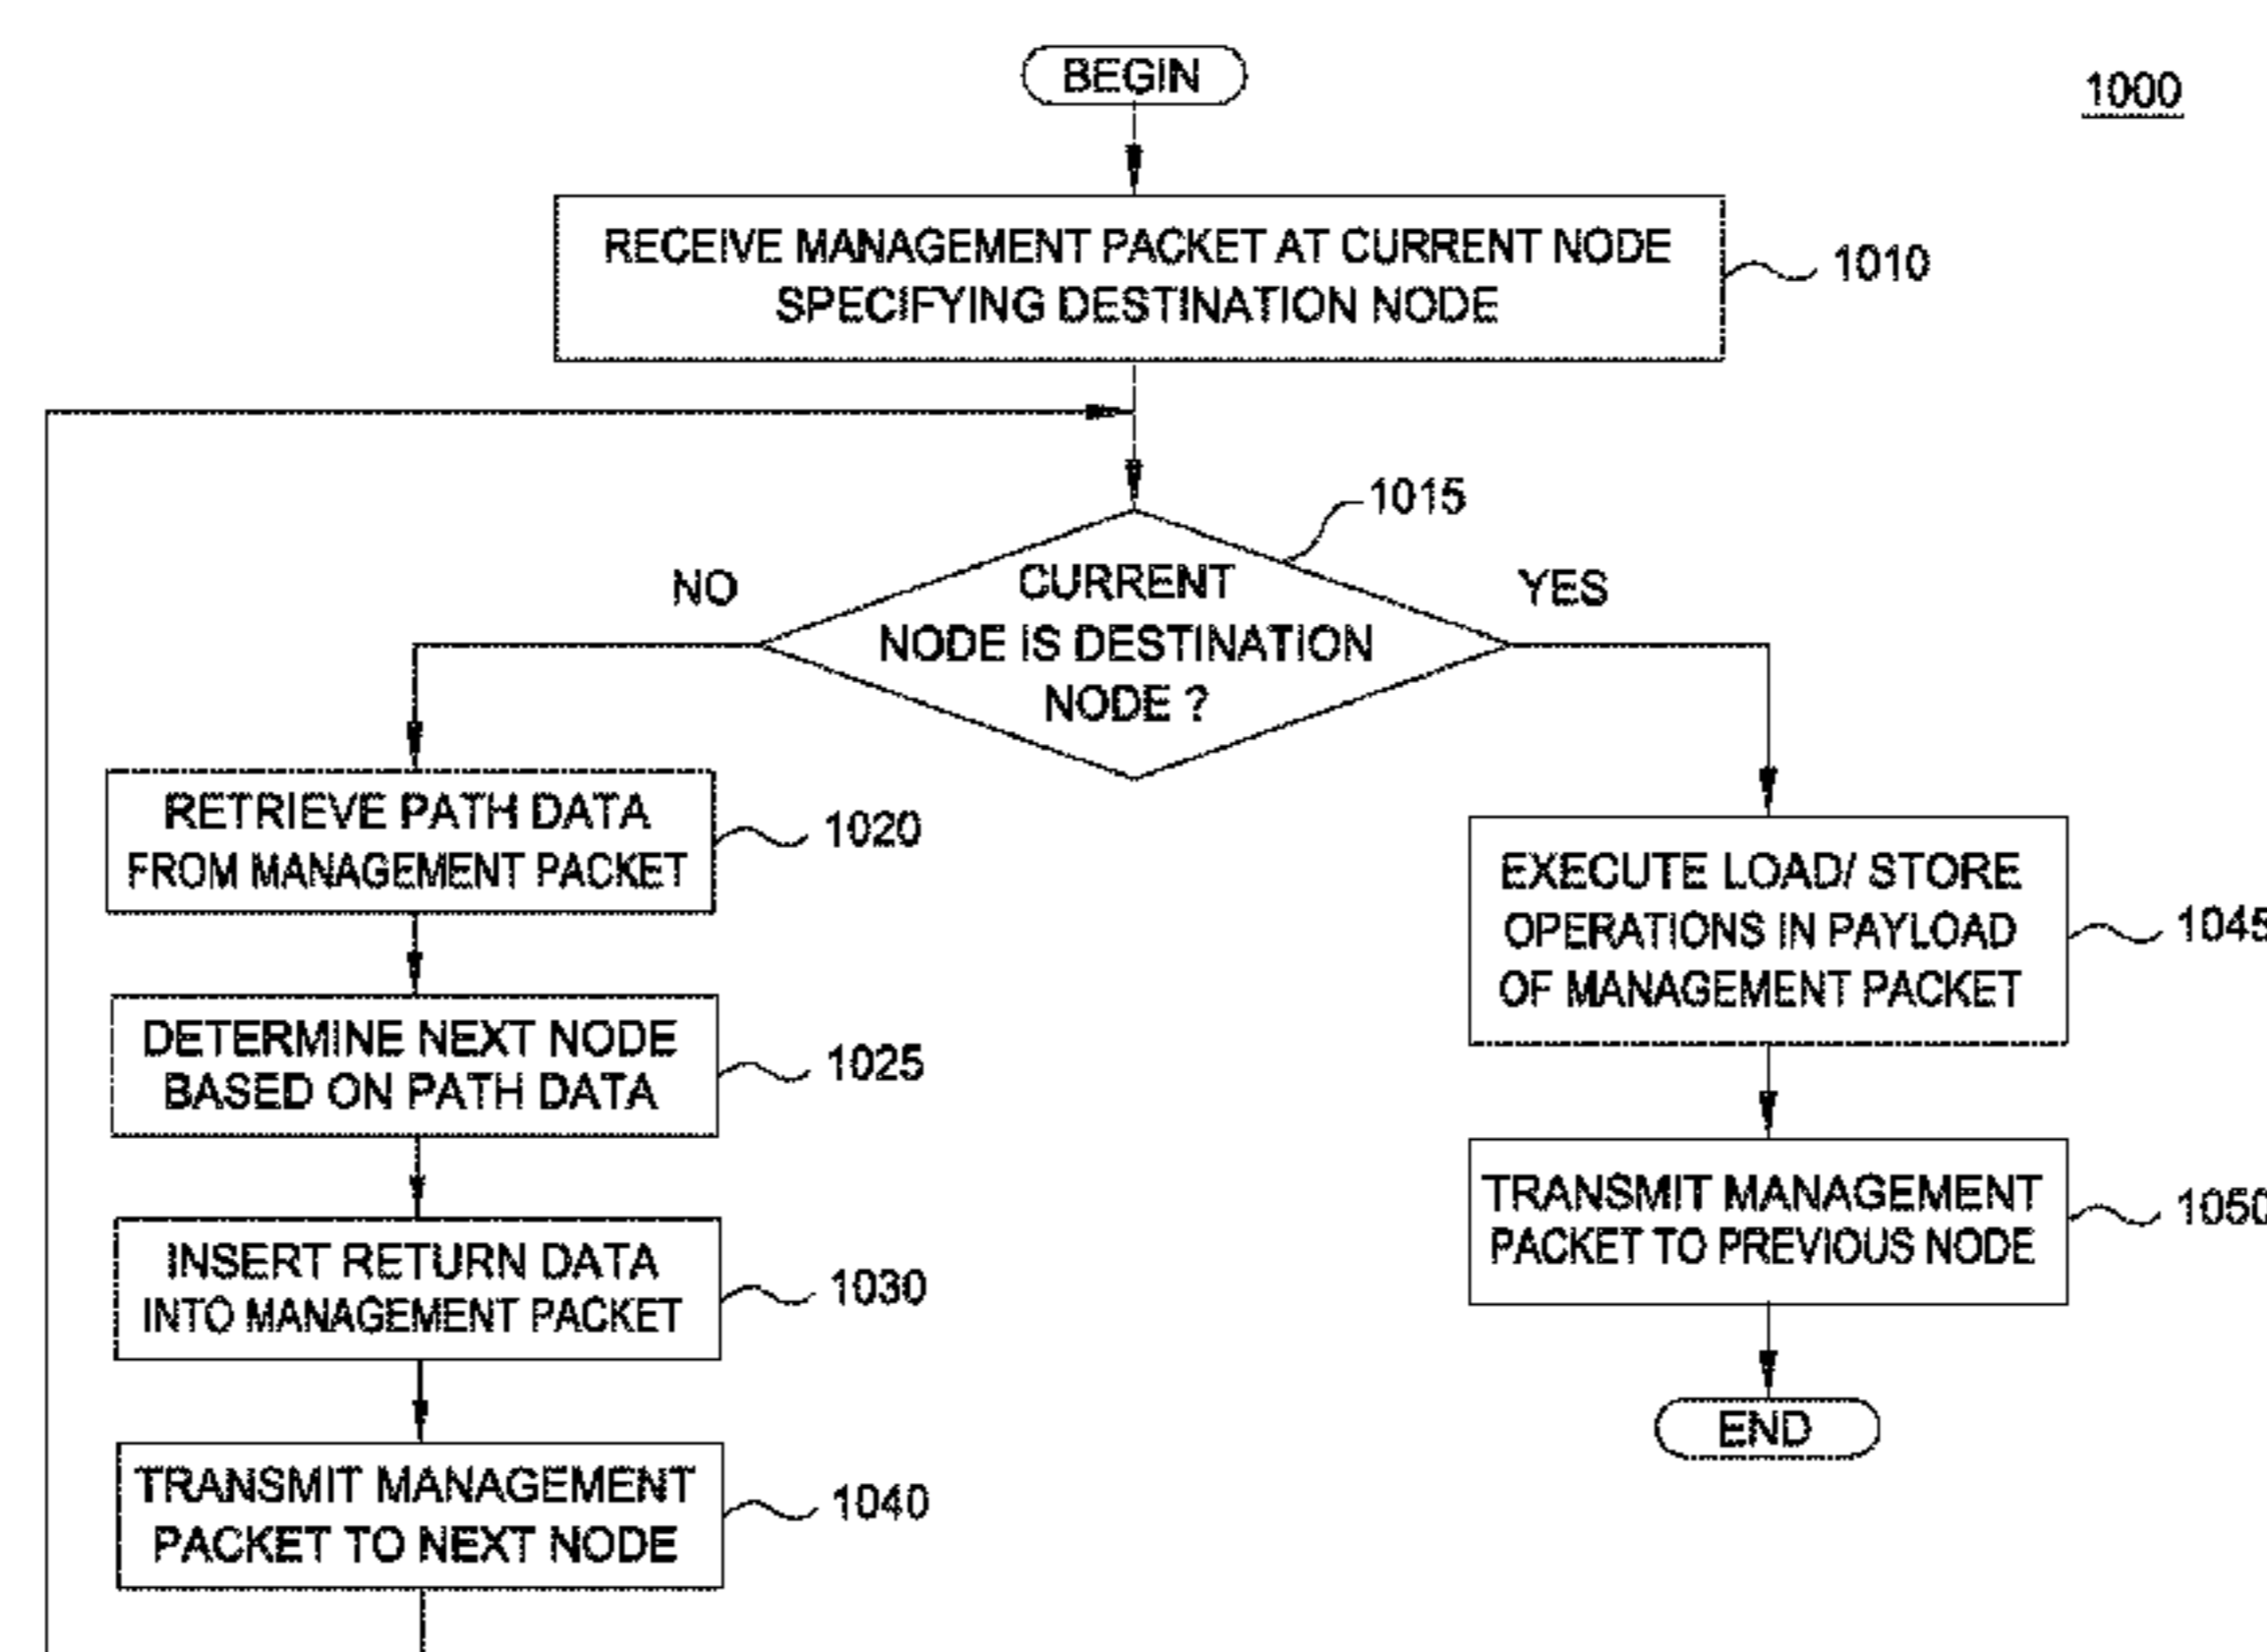 BEGIN
1000
RECEIVE MANAGEMENT PACKET AT CURRENT NODE
SPECIFYING DESTINATION NODE
1010
1015
NO
CURRENT
NODE IS DESTINATION
NODE ?
YES
RETRIEVE PATH DATA
FROM MANAGEMENT PACKET
1020
EXECUTE LOAD/ STORE
OPERATIONS IN PAYLOAD
OF MANAGEMENT PACKET
1045
DETERMINE NEXT NODE
BASED ON PATH DATA
1025
TRANSMIT MANAGEMENT
PACKET TO PREVIOUS NODE
1050
INSERT RETURN DATA
INTO MANAGEMENT PACKET
1030
END
TRANSMIT MANAGEMENT
PACKET TO NEXT NODE
1040